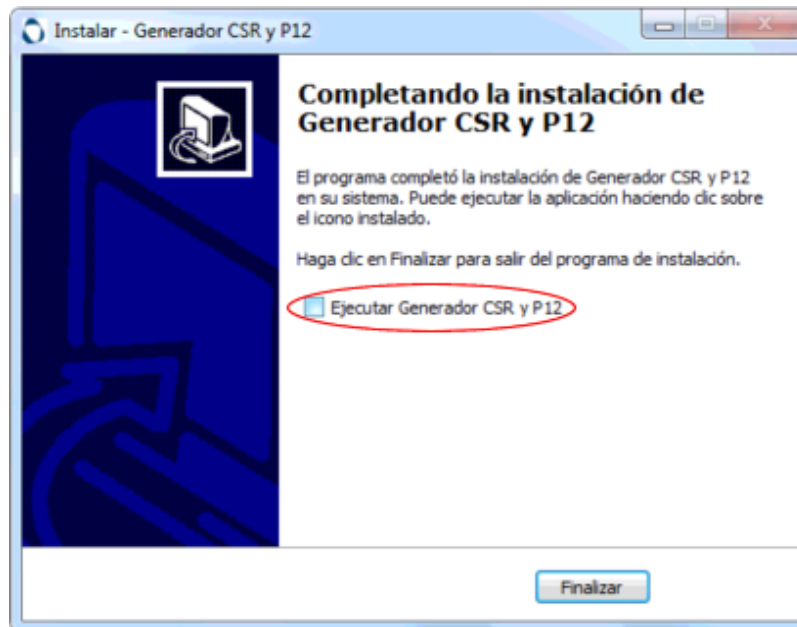 Instalar - Generador CSR y P12
Completando la instalación de
Generador CSR y P12
El programa completó la instalación de Generador CSR y P12
en su sistema. Puede ejecutar la aplicación haciendo clic sobre
el icono instalado.
Haga clic en Finalizar para salir del programa de instalación.
Ejecutar Generador CSR y P12
Finalizar